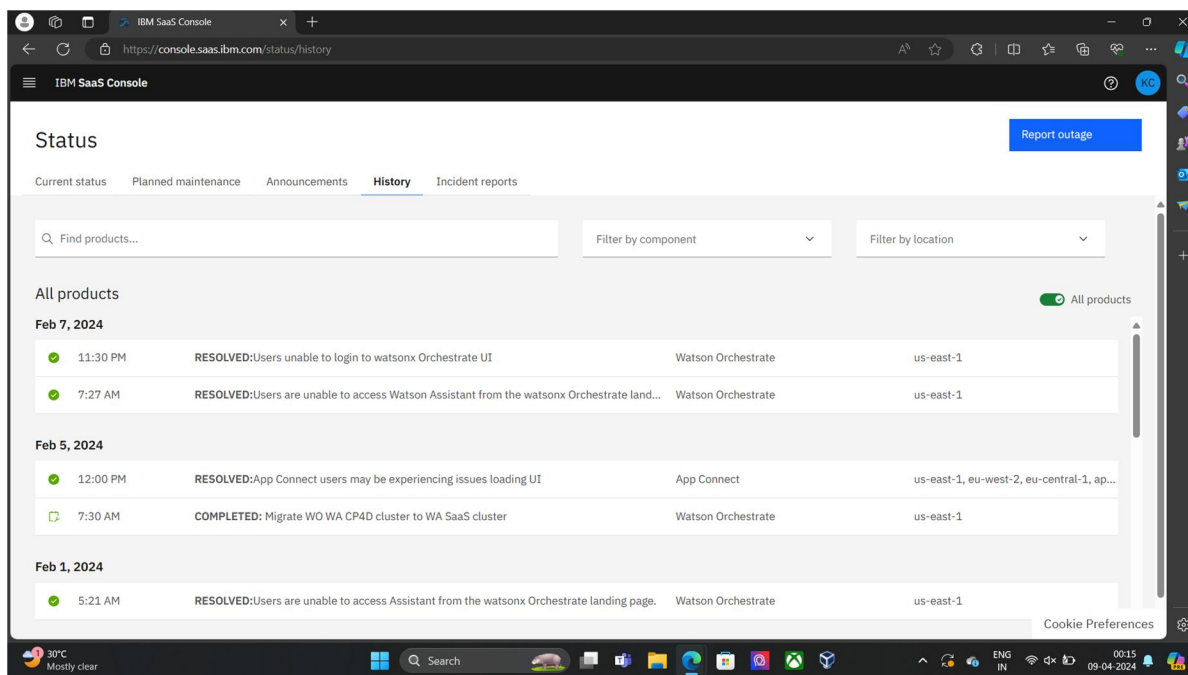 IBM SaaS Console
https://console.saas.ibm.com/status/history
IBM SaaS Console
KC
Status
Report outage
Current status Planned maintenance Announcements History Incident reports
Find products...
Filter by component
Filter by location
All products
All products
Feb 7, 2024
11:30 PM RESOLVED:Users unable to login to watsonx Orchestrate UI Watson Orchestrate us-east-1
7:27 AM RESOLVED:Users are unable to access Watson Assistant from the watsonx Orchestrate land... Watson Orchestrate us-east-1
Feb 5, 2024
12:00 PM RESOLVED:App Connect users may be experiencing issues loading UI App Connect us-east-1, eu-west-2, eu-central-1, ap...
7:30 AM COMPLETED: Migrate WO WA CP4D cluster to WA SaaS cluster Watson Orchestrate us-east-1
Feb 1, 2024
5:21 AM RESOLVED:Users are unable to access Assistant from the watsonx Orchestrate landing page. Watson Orchestrate us-east-1
Cookie Preferences
1
30°C
Mostly clear
Search
ENG
IN
00:15
09-04-2024
PRE